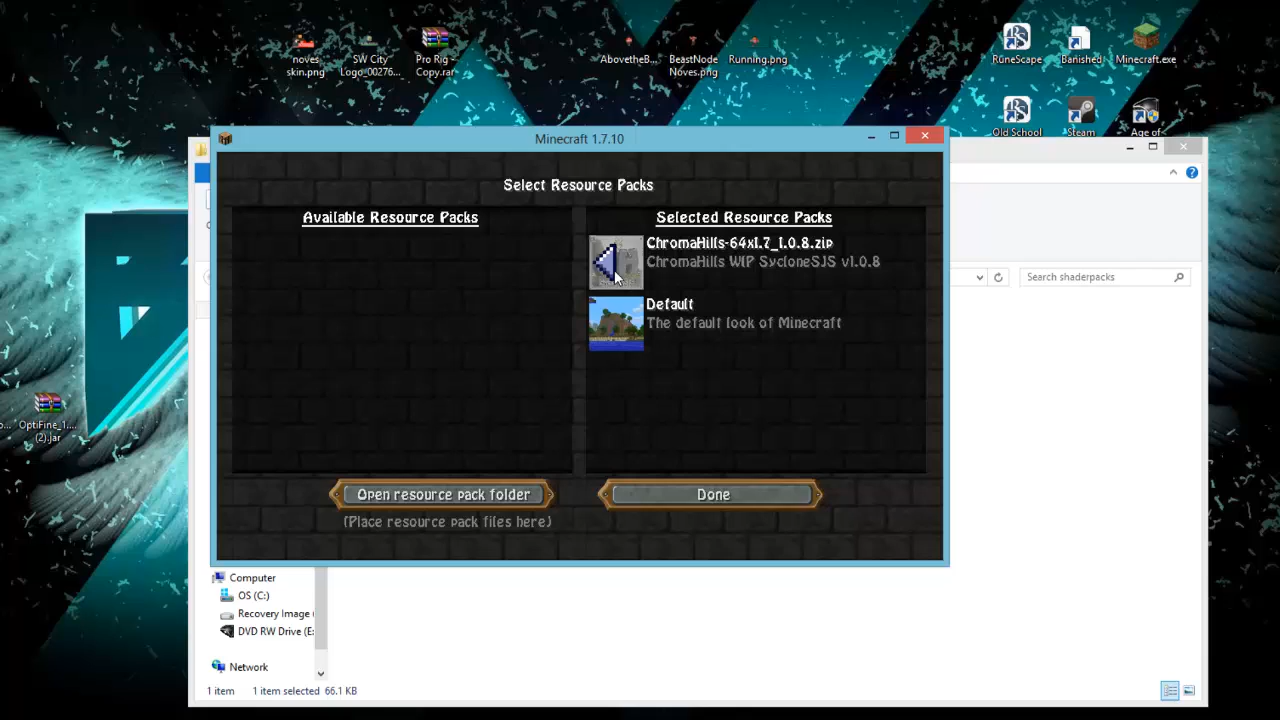 noves
skin.png
SW City
Logo_00276...
Pro Rig -
Copy.rar
AbovetheB...
BeastNode
Noves.png
Running.png
RuneScape
Banished
Minecraft.exe
Old School
Steam
Age of
Minecraft 1.7.10
Select Resource Packs
Available Resource Packs
Selected Resource Packs
ChromaHills-64x1.7_1.0.8.zip
ChromaHills WIP SycloneSJS v1.0.8
Default
The default look of Minecraft
Search shaderpacks
OptiFine_1....
(2).jar
Open resource pack folder
Done
(Place resource pack files here)
Computer
OS (C:)
Recovery Image (
DVD RW Drive (E:
Network
1 item 1 item selected 66.1 KB